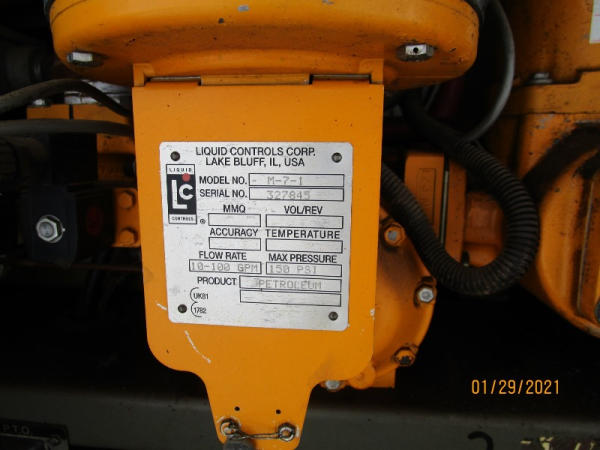 LIQUID CONTROLS CORP.
LAKE BLUFF, IL, USA
LIQUID
LC
CONTROLS
®
MODEL NO. - M-7-1
SERIAL NO. 327845
MMQ VOL/REV
ACCURACY TEMPERATURE
FLOW RATE MAX PRESSURE
10-100 GPM 150 PSI
PRODUCT PETROLEUM
UK81
1782
P.T.O.
01/29/2021